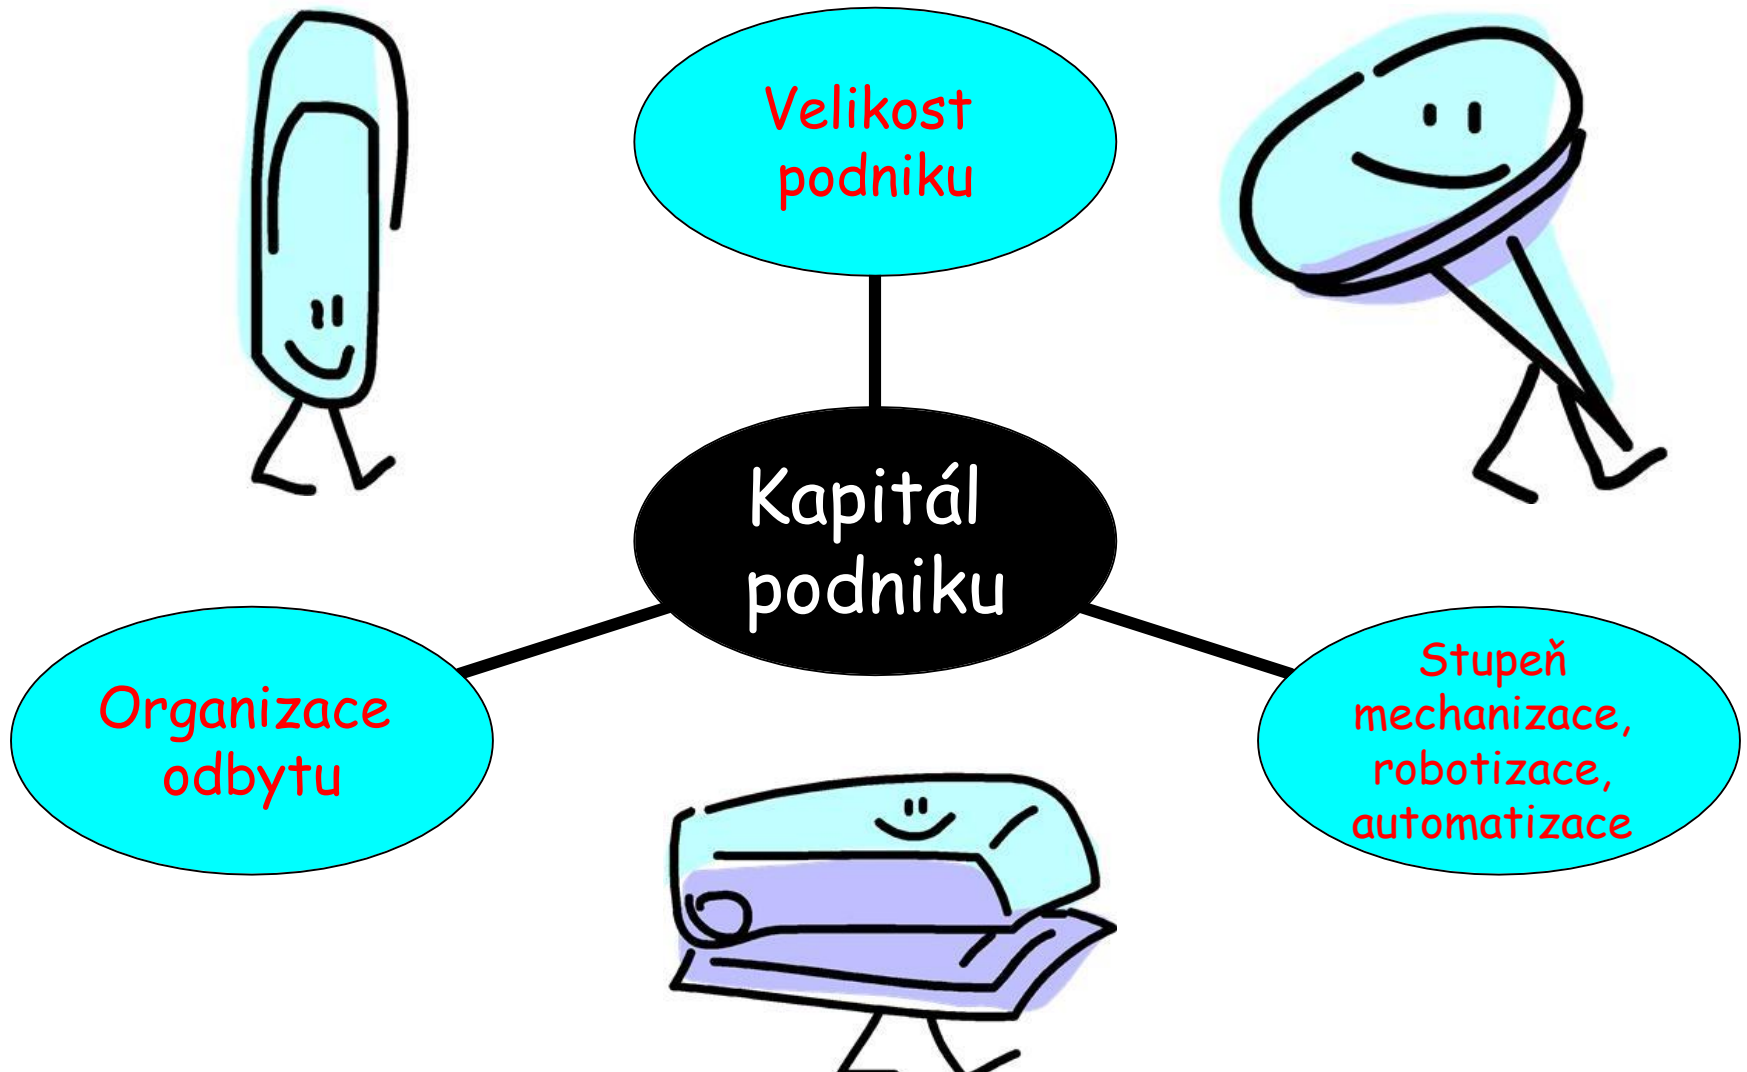 Velikost
podniku
Kapitál
podniku
Organizace
odbytu
Stupeň
mechanizace,
robotizace,
automatizace